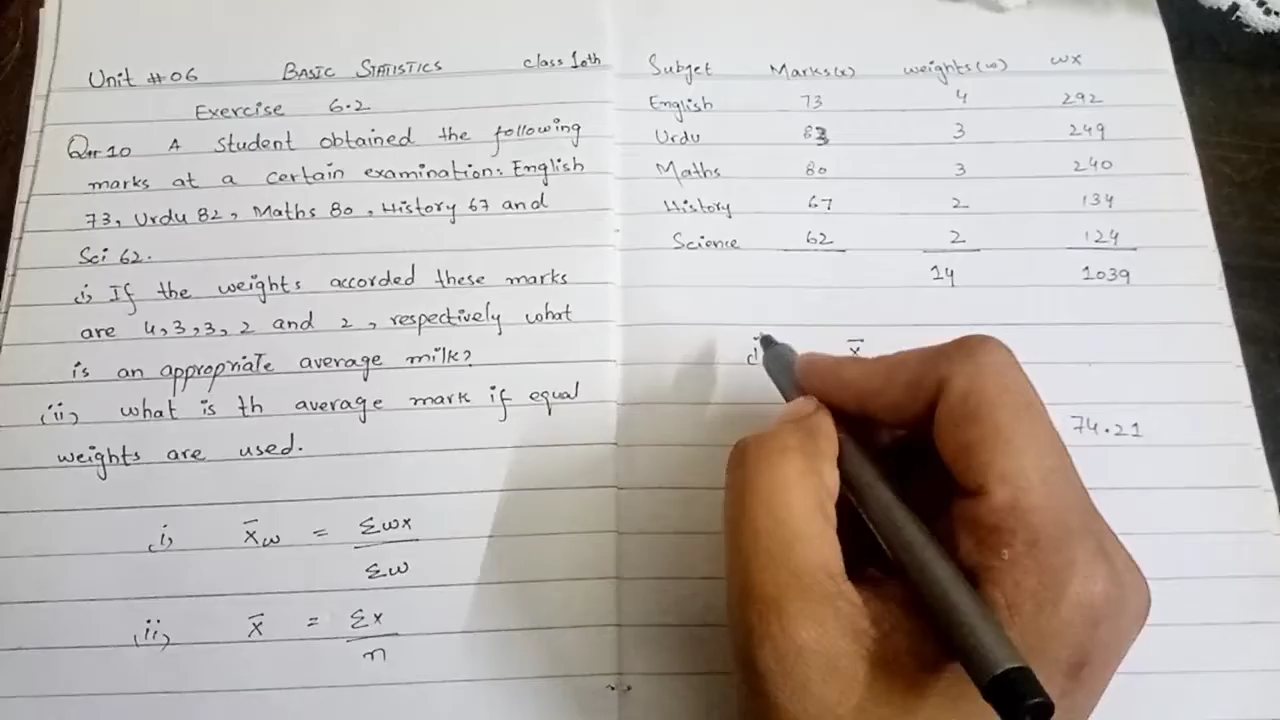 Unit #06 BASIC STATISTICS class 10th
Exercise 6.2
Q#10 A student obtained the following
marks at a certain examination: English
73, Urdu 82, Maths 80, History 67 and
Sci 62.
i) If the weights accorded these marks
are 4,3,3,2 and 2, respectively what
is an appropriate average milk?
(ii) what is th average mark if equal
weights are used.
i) x̄w = Σwx / Σw
(ii) x̄ = Σx / n
Subjet Marks(x) weights(w) wx
English 73 4 292
Urdu 83 3 249
Maths 80 3 240
History 67 2 134
Science 62 2 124
14 1039
x̄
74.21